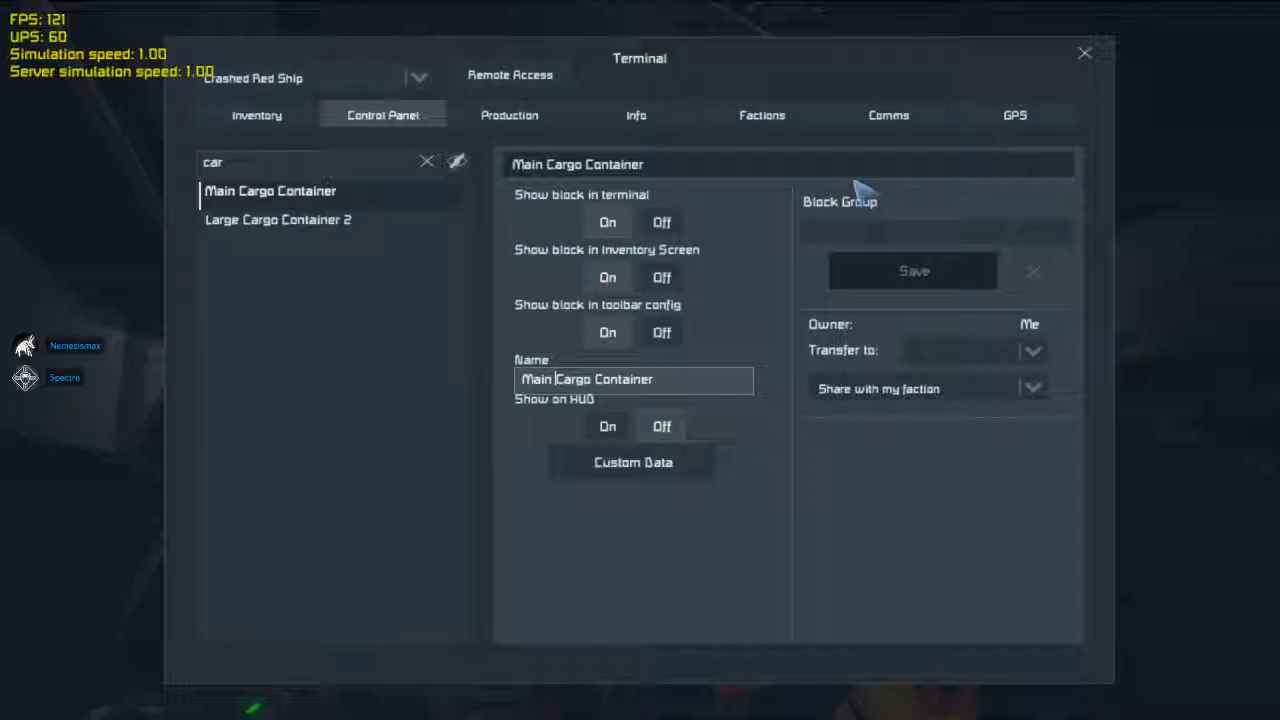 FPS: 121
UPS: 60
Simulation speed: 1.00
Server simulation speed: 1.00
Terminal
Crashed Red Ship
Remote Access
Inventory
Control Panel
Production
Info
Factions
Comms
GPS
car
Main Cargo Container
Large Cargo Container 2
Main Cargo Container
Show block in terminal
On Off
Show block in Inventory Screen
On Off
Show block in toolbar config
On Off
Name
Main Cargo Container
Show on HUD
On Off
Custom Data
Block Group
Save
Owner: Me
Transfer to:
Share with my faction
Nemesismax
Spectre